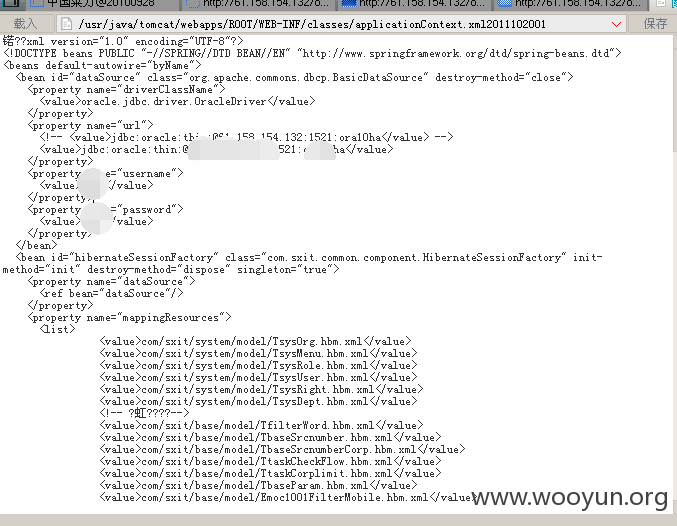 中国菜刀@20100928
http://61.158.154.132/o...
http://61.158.154.132/o...
http://61.158.154.132/o...
载入
/usr/java/tomcat/webapps/ROOT/WEB-INF/classes/applicationContext.xml2011102001
保存
锘??xml version="1.0" encoding="UTF-8"?>
<!DOCTYPE beans PUBLIC "-//SPRING//DTD BEAN//EN" "http://www.springframework.org/dtd/spring-beans.dtd">
<beans default-autowire="byName">
<bean id="dataSource" class="org.apache.commons.dbcp.BasicDataSource" destroy-method="close">
<property name="driverClassName">
<value>oracle.jdbc.driver.OracleDriver</value>
</property>
<property name="url">
<!-- <value>jdbc:oracle:thin:@61.158.154.132:1521:ora10ha</value> -->
<value>jdbc:oracle:thin:@ 521: ha</value>
</property>
<property e="username">
<value> /value>
</property>
<property ="password">
<value> /value>
</property>
</bean>
<bean id="hibernateSessionFactory" class="com.sxit.common.component.HibernateSessionFactory" init-
method="init" destroy-method="dispose" singleton="true">
<property name="dataSource">
<ref bean="dataSource"/>
</property>
<property name="mappingResources">
<list>
<value>com/sxit/system/model/TsysOrg.hbm.xml</value>
<value>com/sxit/system/model/TsysMenu.hbm.xml</value>
<value>com/sxit/system/model/TsysRole.hbm.xml</value>
<value>com/sxit/system/model/TsysUser.hbm.xml</value>
<value>com/sxit/system/model/TsysRight.hbm.xml</value>
<value>com/sxit/system/model/TsysDept.hbm.xml</value>
<!-- ?虹????-->
<value>com/sxit/base/model/TfilterWord.hbm.xml</value>
<value>com/sxit/base/model/TbaseSrcnumber.hbm.xml</value>
<value>com/sxit/base/model/TbaseSrcnumberCorp.hbm.xml</value>
<value>com/sxit/base/model/TtaskCheckFlow.hbm.xml</value>
<value>com/sxit/base/model/TtaskCorplimit.hbm.xml</value>
<value>com/sxit/base/model/TbaseParam.hbm.xml</value>
<value>com/sxit/base/model/Emoc1001FilterMobile.hbm.xml</value>
www.wooyun.org